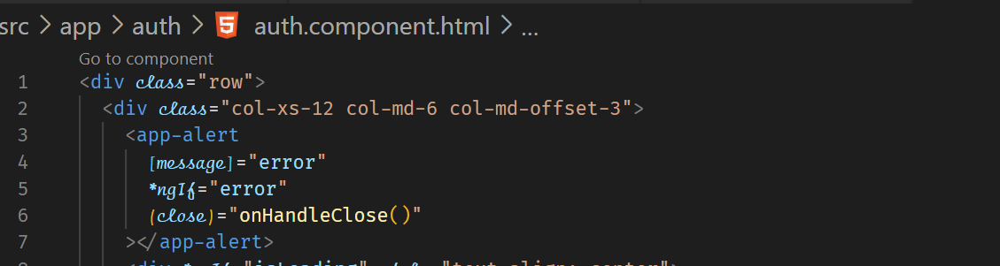 src > app > auth > auth.component.html > ...
Go to component
1 <div class="row">
2 <div class="col-xs-12 col-md-6 col-md-offset-3">
3 <app-alert
4 [message]="error"
5 *ngIf="error"
6 (close)="onHandleClose()"
7 ></app-alert>